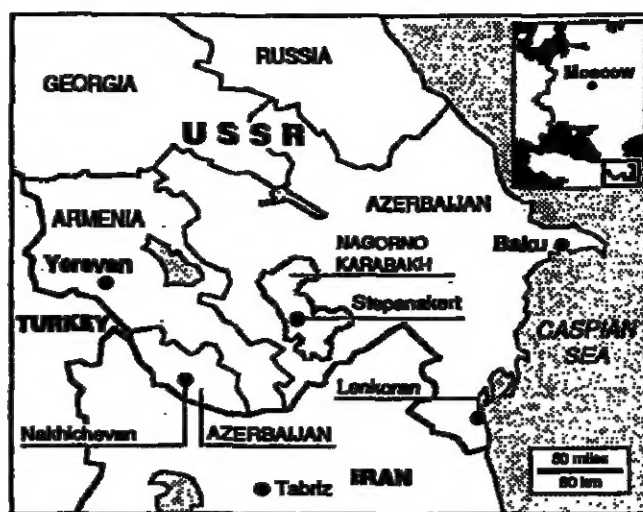 RUSSIA
GEORGIA
Moscow
USSR
ARMENIA
AZERBAIJAN
NAGORNO
KARABAKH
Baku
Yerevan
Stepanakert
TURKEY
CASPIAN
SEA
Lenkoran
Nakhichevan
AZERBAIJAN
IRAN
Tabriz
80 miles
80 km